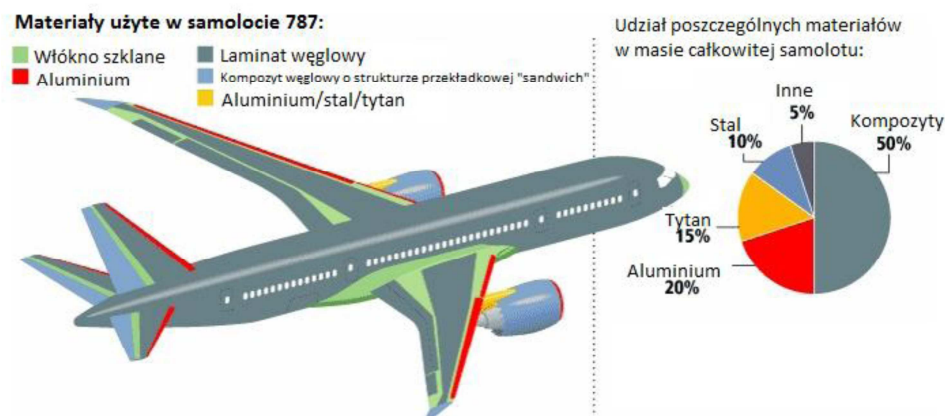 Materiały użyte w samolocie 787:
Włókno szklane
Aluminium
Laminat węglowy
Kompozyt węglowy o strukturze przekładkowej "sandwich"
Aluminium/stal/tytan
Udział poszczególnych materiałów
w masie całkowitej samolotu:
Inne
5%
Kompozyty
50%
Stal
10%
Tytan
15%
Aluminium
20%